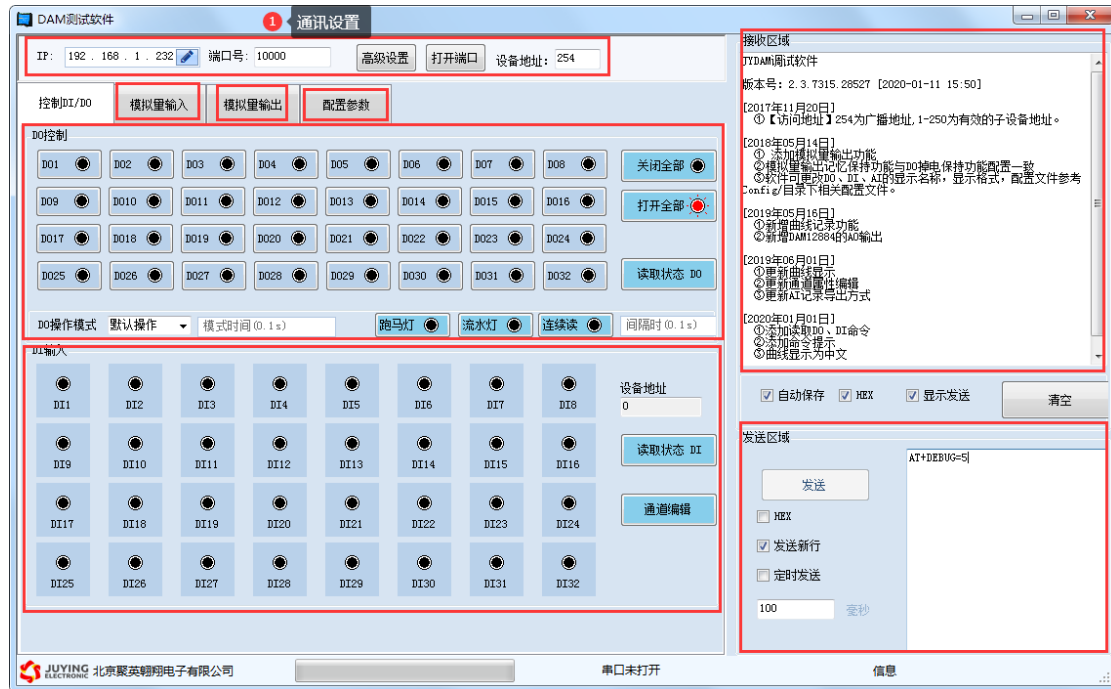 DAM测试软件
1 通讯设置
IP: 192 . 168 . 1 . 232 端口号: 10000 高级设置 打开端口 设备地址: 254
控制DI/DO 模拟量输入 模拟量输出 配置参数
DO控制
DO1 DO2 DO3 DO4 DO5 DO6 DO7 DO8 关闭全部
DO9 DO10 DO11 DO12 DO13 DO14 DO15 DO16 打开全部
DO17 DO18 DO19 DO20 DO21 DO22 DO23 DO24
DO25 DO26 DO27 DO28 DO29 DO30 DO31 DO32 读取状态 DO
DO操作模式 默认操作 模式时间(0.1s) 跑马灯 流水灯 连续读 间隔时(0.1s)
DI输入
DI1 DI2 DI3 DI4 DI5 DI6 DI7 DI8
设备地址
0
DI9 DI10 DI11 DI12 DI13 DI14 DI15 DI16 读取状态 DI
DI17 DI18 DI19 DI20 DI21 DI22 DI23 DI24 通道编辑
DI25 DI26 DI27 DI28 DI29 DI30 DI31 DI32
接收区域
JYDAM调试软件
版本号: 2.3.7315.28527 [2020-01-11 15:50]
[2017年11月20日]
①【访问地址】254为广播地址,1-250为有效的子设备地址。
[2018年05月14日]
① 添加模拟量输出功能
②模拟量输出记忆保持功能与DO掉电保持功能配置一致
③软件可更改DO、DI、AI的显示名称，显示格式，配置文件参考
Config/目录下相关配置文件。
[2019年05月16日]
①新增曲线记录功能
②新增DAM12884的AO输出
[2019年06月01日]
①更新曲线显示
②更新通道属性编辑
③更新AI记录导出方式
[2020年01月01日]
①添加读取DO、DI命令
②添加命令提示
③曲线显示为中文
自动保存 HEX 显示发送 清空
发送区域
AT+DEBUG=5
发送
HEX
发送新行
定时发送
100 毫秒
JUYING ELECTRONIC 北京聚英翱翔电子有限公司 串口未打开 信息